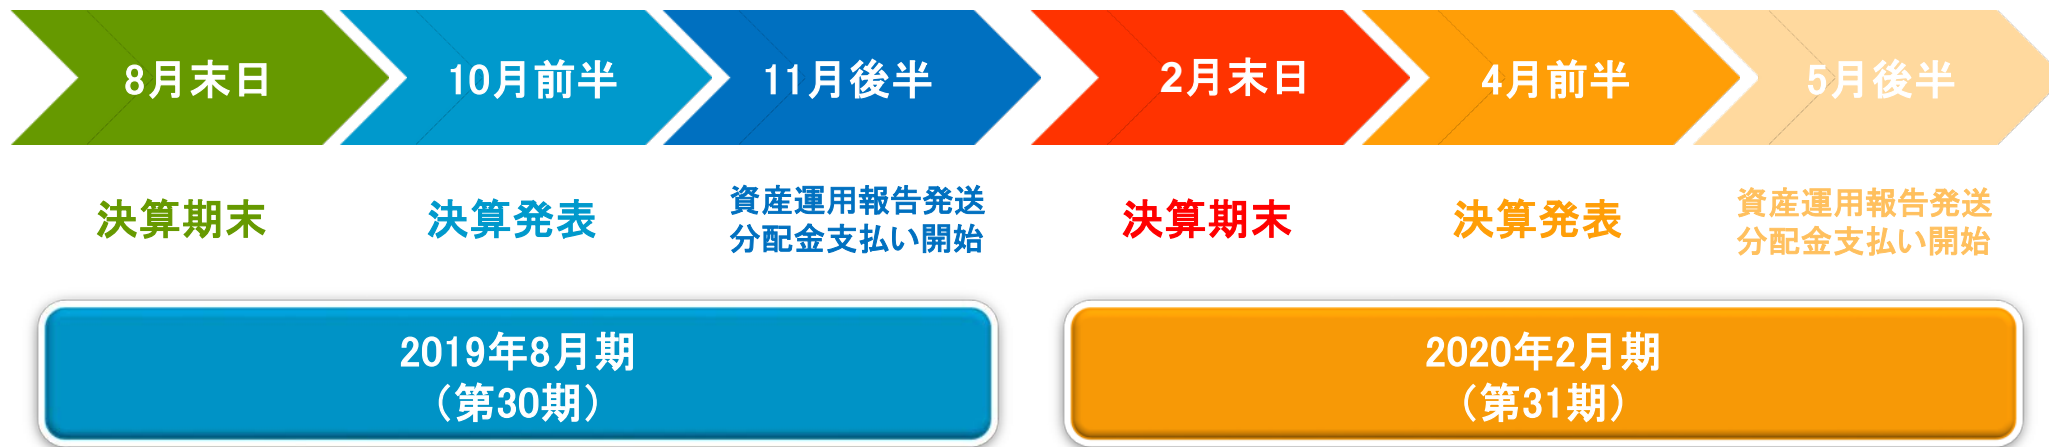 8月末日
10月前半
11月後半
2月末日
4月前半
5月後半
決算期末
決算発表
資産運用報告発送
分配金支払い開始
決算期末
決算発表
資産運用報告発送
分配金支払い開始
2019年8月期
（第30期）
2020年2月期
（第31期）